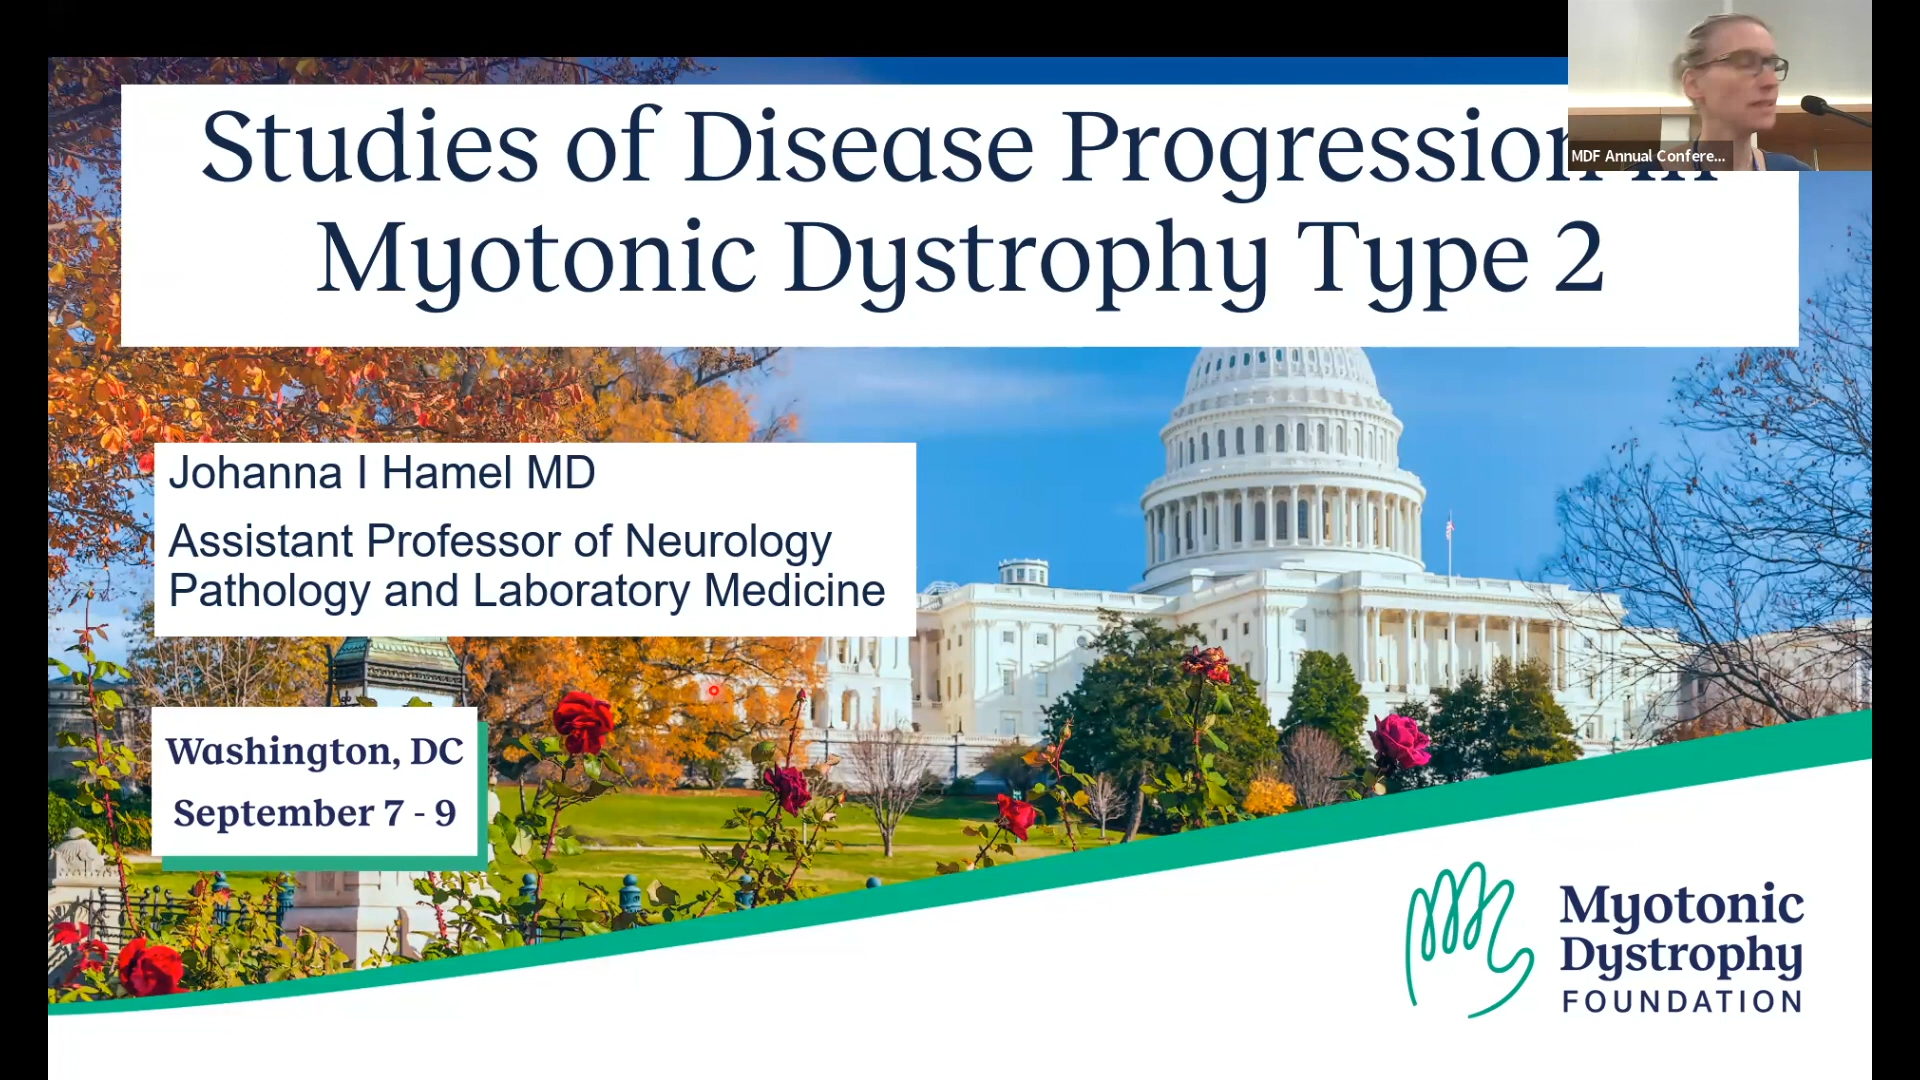 Studies of Disease Progression in
Myotonic Dystrophy Type 2
MDF Annual Confere...
Johanna I Hamel MD
Assistant Professor of Neurology
Pathology and Laboratory Medicine
Washington, DC
September 7 - 9
Myotonic
Dystrophy
FOUNDATION